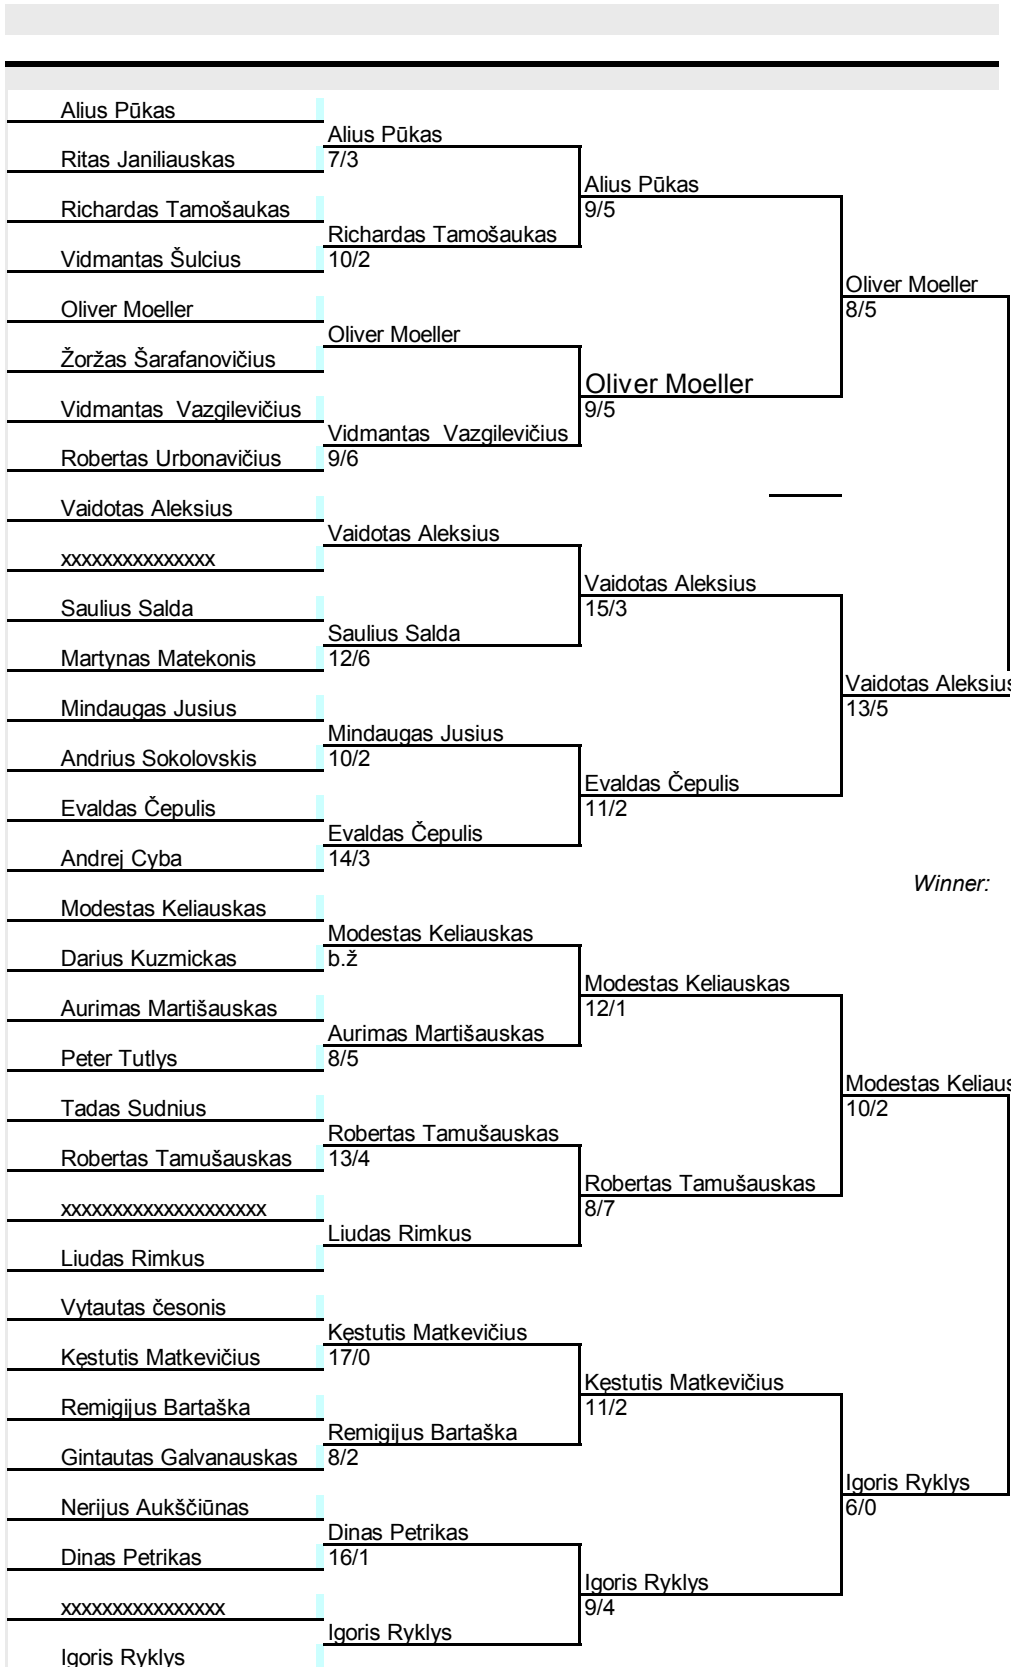 Alius Pūkas
Alius Pūkas
Ritas Janiliauskas
7/3
Alius Pūkas
Richardas Tamošaukas
9/5
Richardas Tamošaukas
Vidmantas Šulcius
10/2
Oliver Moeller
Oliver Moeller
8/5
Oliver Moeller
Žoržas Šarafanovičius
Oliver Moeller
Vidmantas  Vazgilevičius
9/5
Vidmantas  Vazgilevičius
Robertas Urbonavičius
9/6
Vaidotas Aleksius
Vaidotas Aleksius
xxxxxxxxxxxxxxx
Vaidotas Aleksius
Saulius Salda
15/3
Saulius Salda
Martynas Matekonis
12/6
Vaidotas Aleksius
Mindaugas Jusius
13/5
Mindaugas Jusius
Andrius Sokolovskis
10/2
Evaldas Čepulis
Evaldas Čepulis
11/2
Evaldas Čepulis
Andrej Cyba
14/3
Winner:
Modestas Keliauskas
Modestas Keliauskas
Darius Kuzmickas
b.ž
Modestas Keliauskas
Aurimas Martišauskas
12/1
Aurimas Martišauskas
Peter Tutlys
8/5
Modestas Keliaus
Tadas Sudnius
10/2
Robertas Tamušauskas
Robertas Tamušauskas
13/4
Robertas Tamušauskas
xxxxxxxxxxxxxxxxxxxx
8/7
Liudas Rimkus
Liudas Rimkus
Vytautas česonis
Kęstutis Matkevičius
Kęstutis Matkevičius
17/0
Kęstutis Matkevičius
Remigijus Bartaška
11/2
Remigijus Bartaška
Gintautas Galvanauskas
8/2
Igoris Ryklys
Nerijus Aukščiūnas
6/0
Dinas Petrikas
Dinas Petrikas
16/1
Igoris Ryklys
xxxxxxxxxxxxxxxx
9/4
Igoris Ryklys
Igoris Ryklys